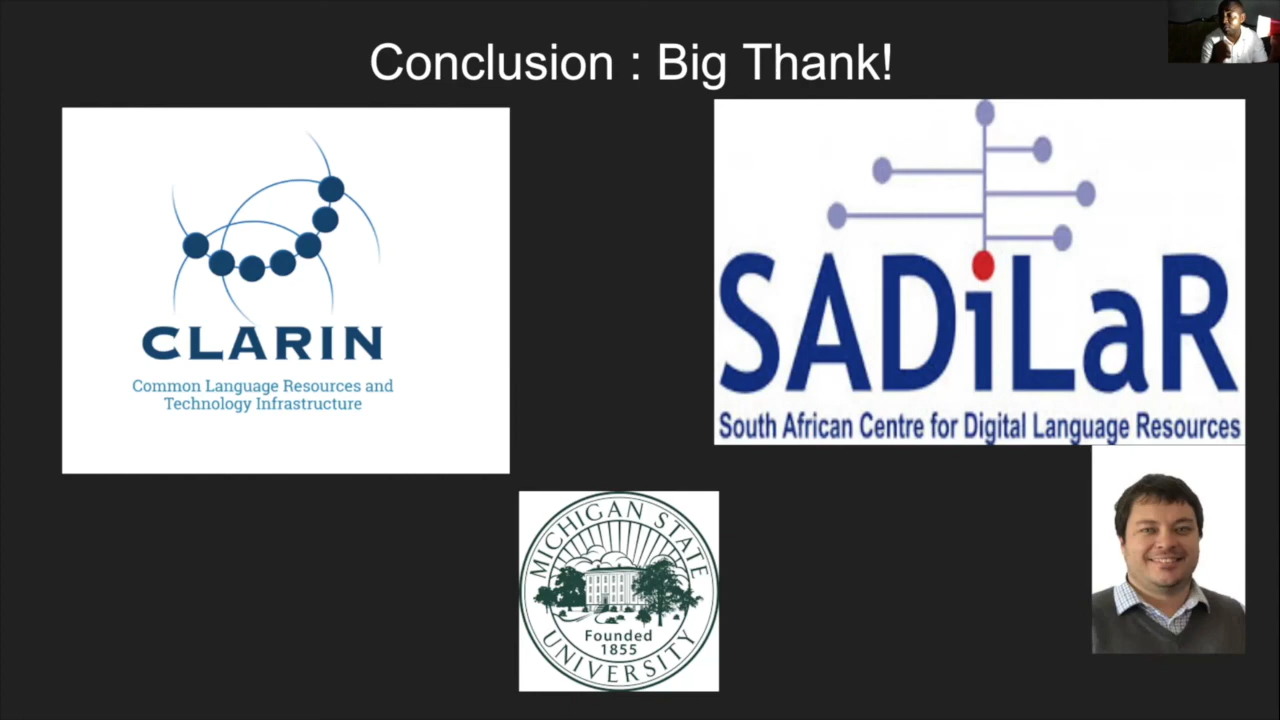 Conclusion : Big Thank!
CLARIN
Common Language Resources and
Technology Infrastructure
SADiLaR
South African Centre for Digital Language Resources
MICHIGAN STATE
UNIVERSITY
Founded
1855